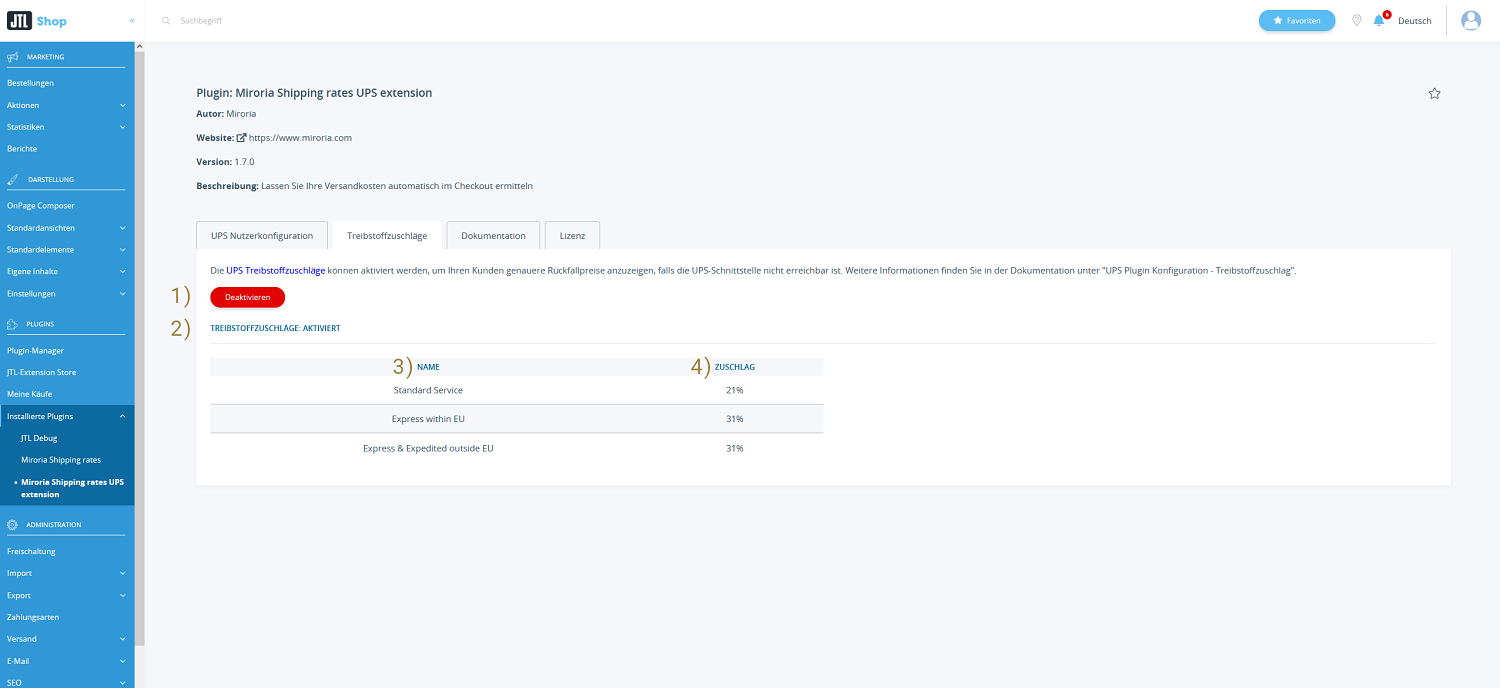 JTL Shop
«
Suchbegriff
Favoriten
6
Deutsch
MARKETING
Bestellungen
Aktionen
Statistiken
Berichte
DARSTELLUNG
OnPage Composer
Standardansichten
Standardelemente
Eigene Inhalte
Einstellungen
PLUGINS
Plugin-Manager
JTL-Extension Store
Meine Käufe
Installierte Plugins
JTL Debug
Miroria Shipping rates
• Miroria Shipping rates UPS
extension
ADMINISTRATION
Freischaltung
Import
Export
Zahlungsarten
Versand
E-Mail
SEO
Plugin: Miroria Shipping rates UPS extension
Autor: Miroria
Website: https://www.miroria.com
Version: 1.7.0
Beschreibung: Lassen Sie Ihre Versandkosten automatisch im Checkout ermitteln
UPS Nutzerkonfiguration
Treibstoffzuschläge
Dokumentation
Lizenz
Die UPS Treibstoffzuschläge können aktiviert werden, um Ihren Kunden genauere Rückfallpreise anzuzeigen, falls die UPS-Schnittstelle nicht erreichbar ist. Weitere Informationen finden Sie in der Dokumentation unter "UPS Plugin Konfiguration - Treibstoffzuschlag".
1) Deaktivieren
2) TREIBSTOFFZUSCHLÄGE: AKTIVIERT
3) NAME 4) ZUSCHLAG
Standard Service 21%
Express within EU 31%
Express & Expedited outside EU 31%